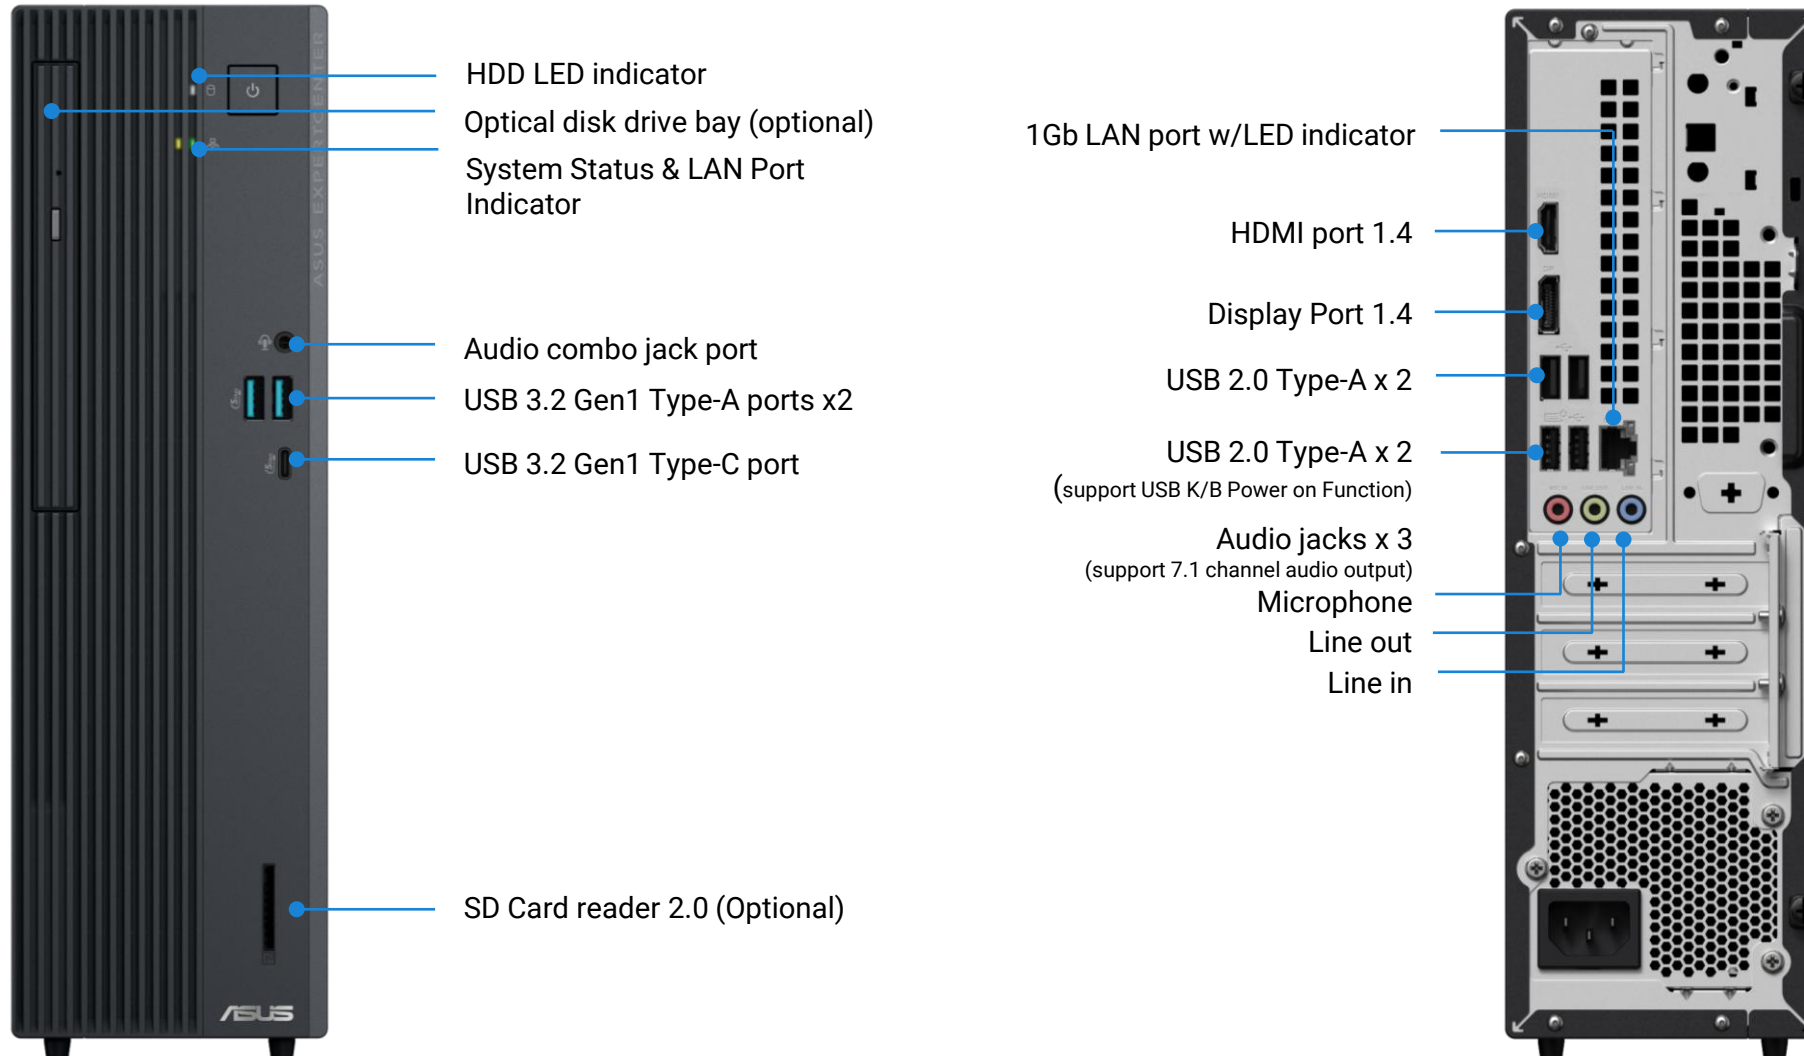 HDD LED indicator
Optical disk drive bay (optional)
System Status & LAN Port
Indicator
ASUS EXPERTCENTER
Audio combo jack port
USB 3.2 Gen1 Type-A ports x2
USB 3.2 Gen1 Type-C port
SD Card reader 2.0 (Optional)
ASUS
1Gb LAN port w/LED indicator
HDMI port 1.4
Display Port 1.4
USB 2.0 Type-A x 2
USB 2.0 Type-A x 2
(support USB K/B Power on Function)
Audio jacks x 3
(support 7.1 channel audio output)
Microphone
Line out
Line in